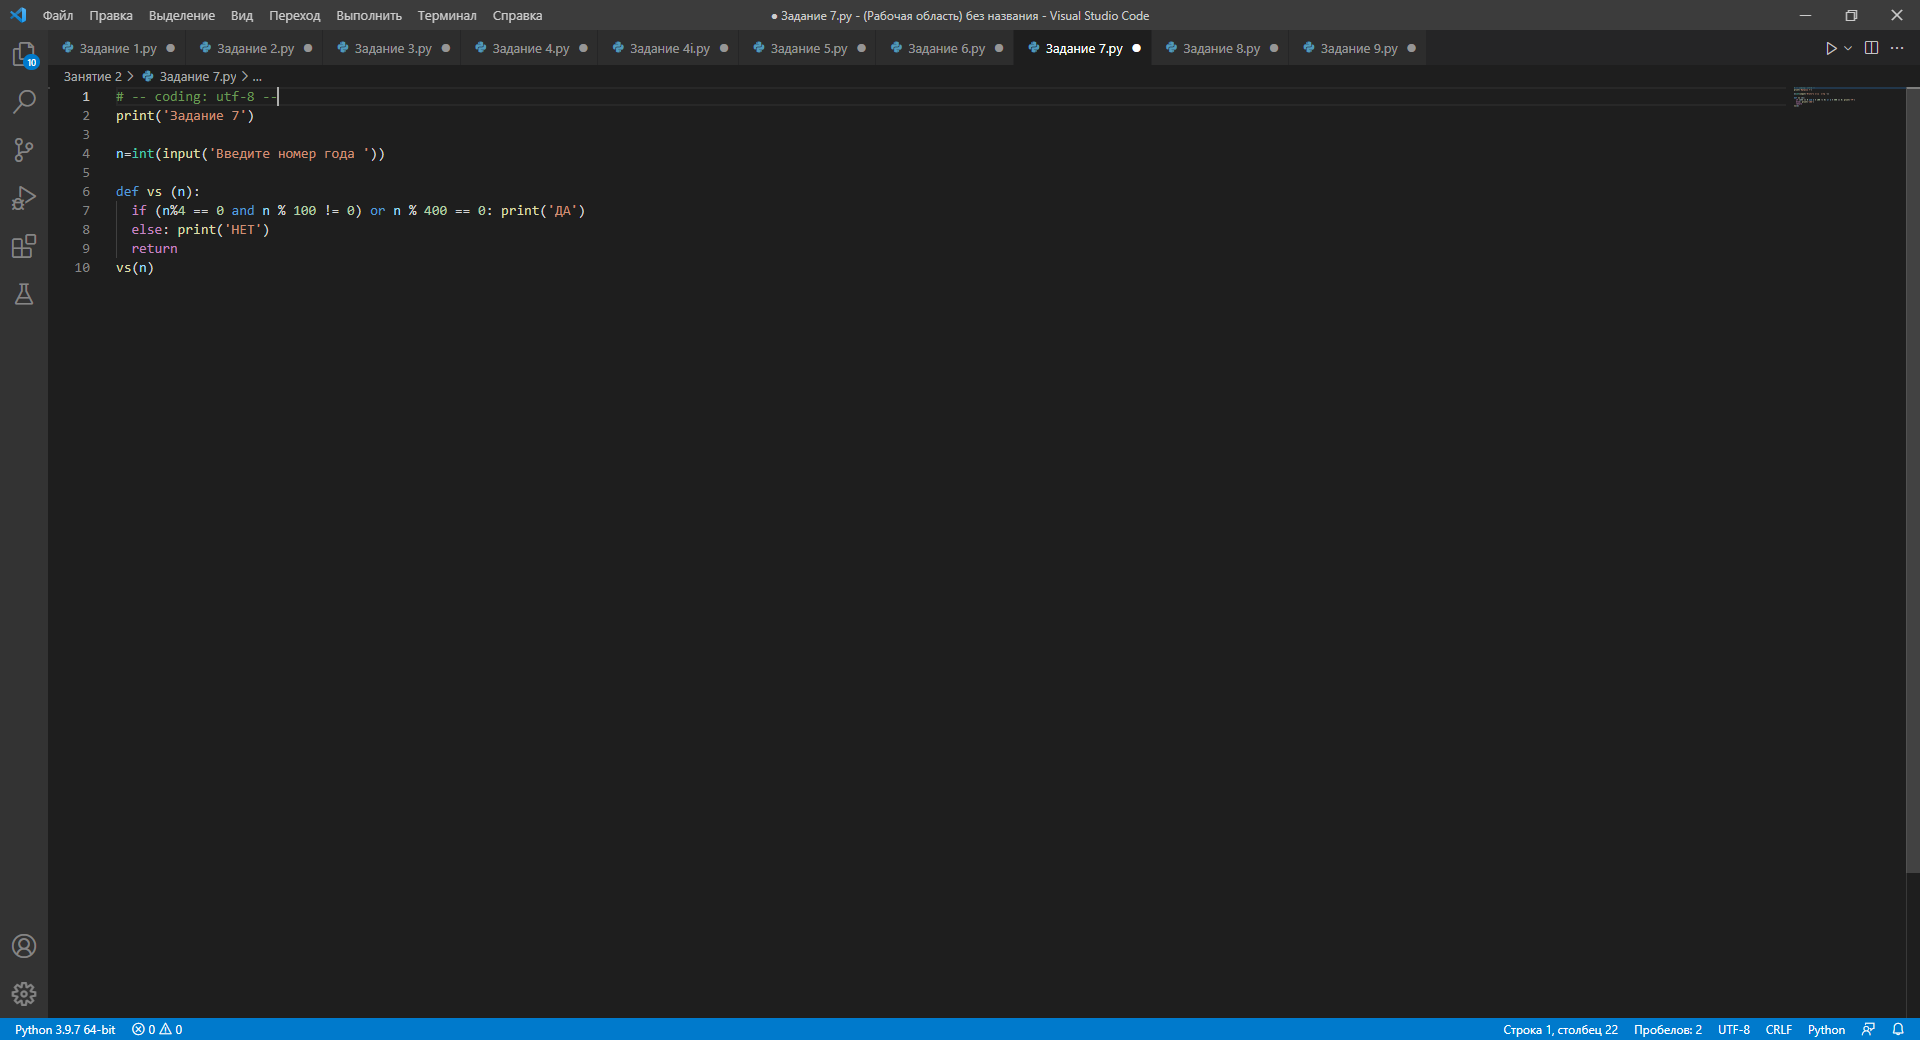 Файл Правка Выделение Вид Переход Выполнить Терминал Справка ● Задание 7.py - (Рабочая область) без названия - Visual Studio Code
Задание 1.py Задание 2.py Задание 3.py Задание 4.py Задание 4i.py Задание 5.py Задание 6.py Задание 7.py Задание 8.py Задание 9.py
10
Занятие 2 > Задание 7.py > ...
1 # -- coding: utf-8 --
2 print('Задание 7')
3
4 n=int(input('Введите номер года '))
5
6 def vs (n):
7 if (n%4 == 0 and n % 100 != 0) or n % 400 == 0: print('ДА')
8 else: print('НЕТ')
9 return
10 vs(n)
Python 3.9.7 64-bit 0 0 Строка 1, столбец 22 Пробелов: 2 UTF-8 CRLF Python